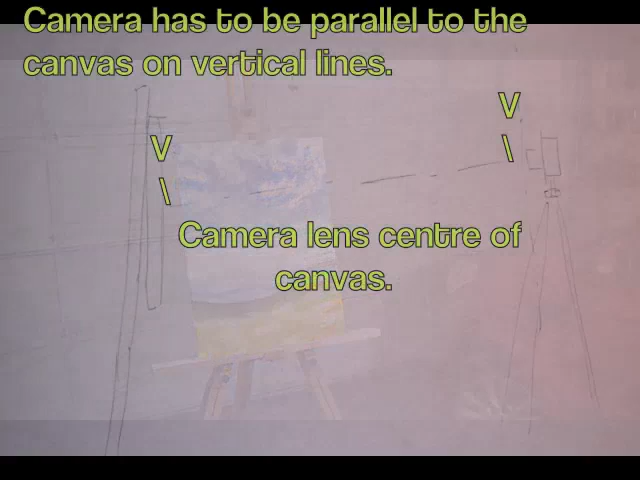 Camera has to be parallel to the
canvas on vertical lines.
V
V
\
\
Camera lens centre of
canvas.